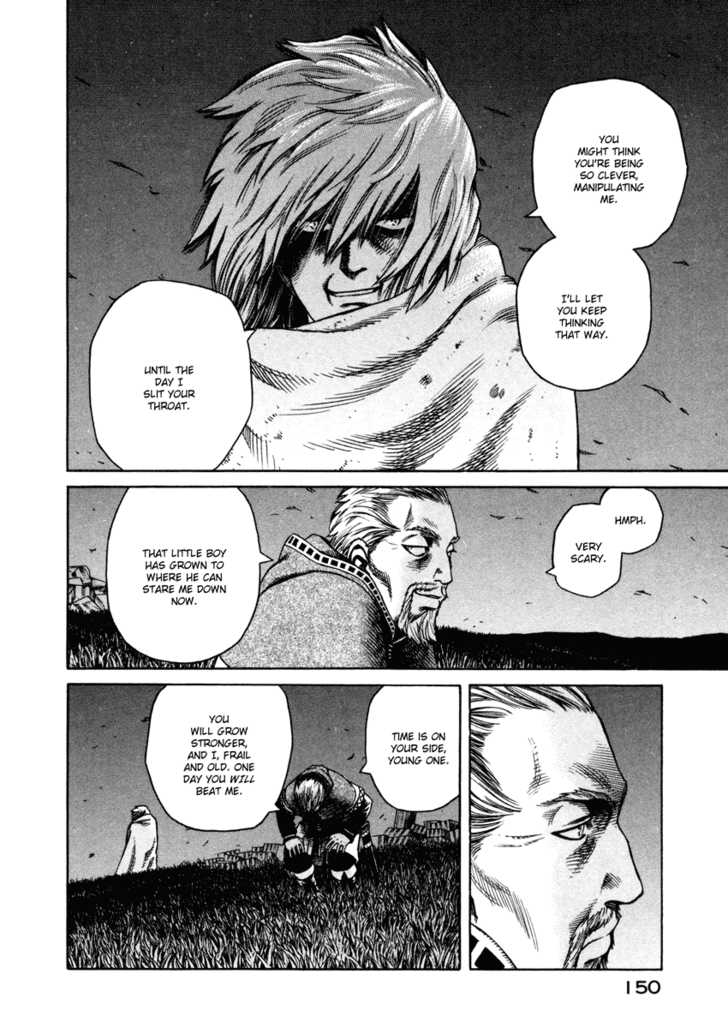 YOU
MIGHT THINK
YOU'RE BEING
SO CLEVER,
MANIPULATING
ME.
I'LL LET
YOU KEEP
THINKING
THAT WAY.
UNTIL THE
DAY I
SLIT YOUR
THROAT.
HMPH.
VERY
SCARY.
THAT LITTLE BOY
HAS GROWN TO
WHERE HE CAN
STARE ME DOWN
NOW.
TIME IS ON
YOUR SIDE,
YOUNG ONE.
YOU
WILL GROW
STRONGER,
AND I, FRAIL
AND OLD. ONE
DAY YOU WILL
BEAT ME.
150